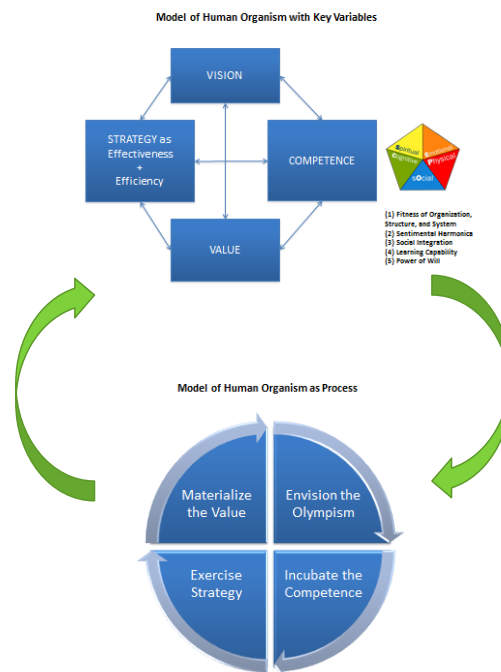 Model of Human Organism with Key Variables
VISION
STRATEGY as
Effectiveness
+
Efficiency
COMPETENCE
VALUE
Spiritual
Emotional
Cognitive
Physical
sOcial
(1) Fitness of Organization,
Structure, and System
(2) Sentimental Harmonica
(3) Social Integration
(4) Learning Capability
(5) Power of Will
Model of Human Organism as Process
Materialize
the Value
Envision the
Olympism
Exercise
Strategy
Incubate the
Competence